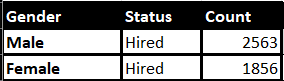 Gender Status Count
Male Hired 2563
Female Hired 1856